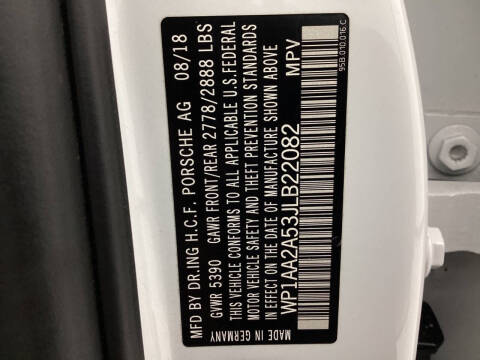 MFD BY DR.ING H.C.F. PORSCHE AG 08/18
GVWR 5390 GAWR FRONT/REAR 2778/2888 LBS
THIS VEHICLE CONFORMS TO ALL APPLICABLE U.S.FEDERAL
MOTOR VEHICLE SAFETY AND THEFT PREVENTION STANDARDS
IN EFFECT ON THE DATE OF MANUFACTURE SHOWN ABOVE
WP1AA2A53JLB22082 MPV
MADE IN GERMANY
95B.010.016.C